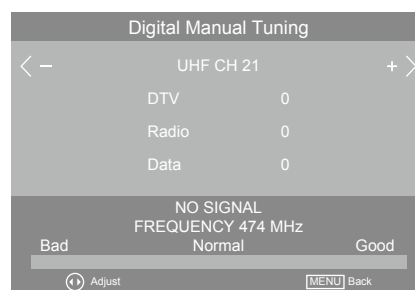 Digital Manual Tuning
< − UHF CH 21 + >
DTV 0
Radio 0
Data 0
NO SIGNAL
FREQUENCY 474 MHz
Bad Normal Good
Adjust MENU Back